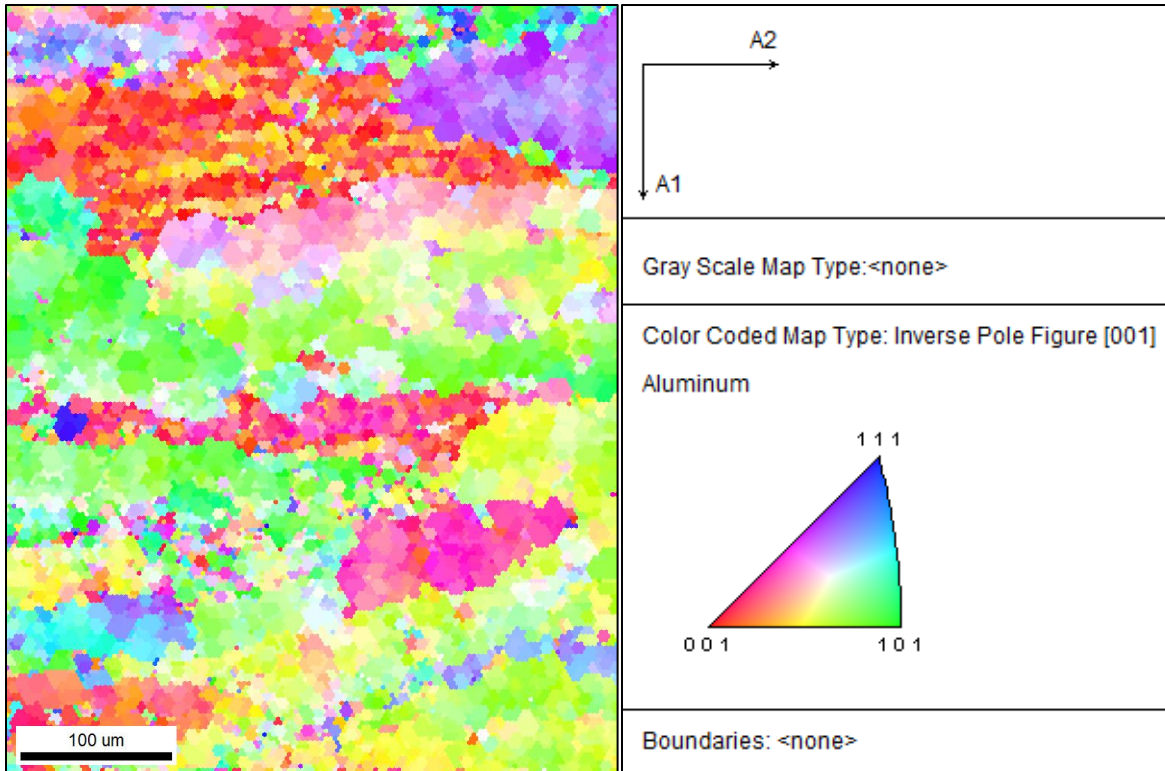 A2
A1
Gray Scale Map Type:<none>
Color Coded Map Type: Inverse Pole Figure [001]
Aluminum
1 1 1
0 0 1
1 0 1
Boundaries: <none>
100 um